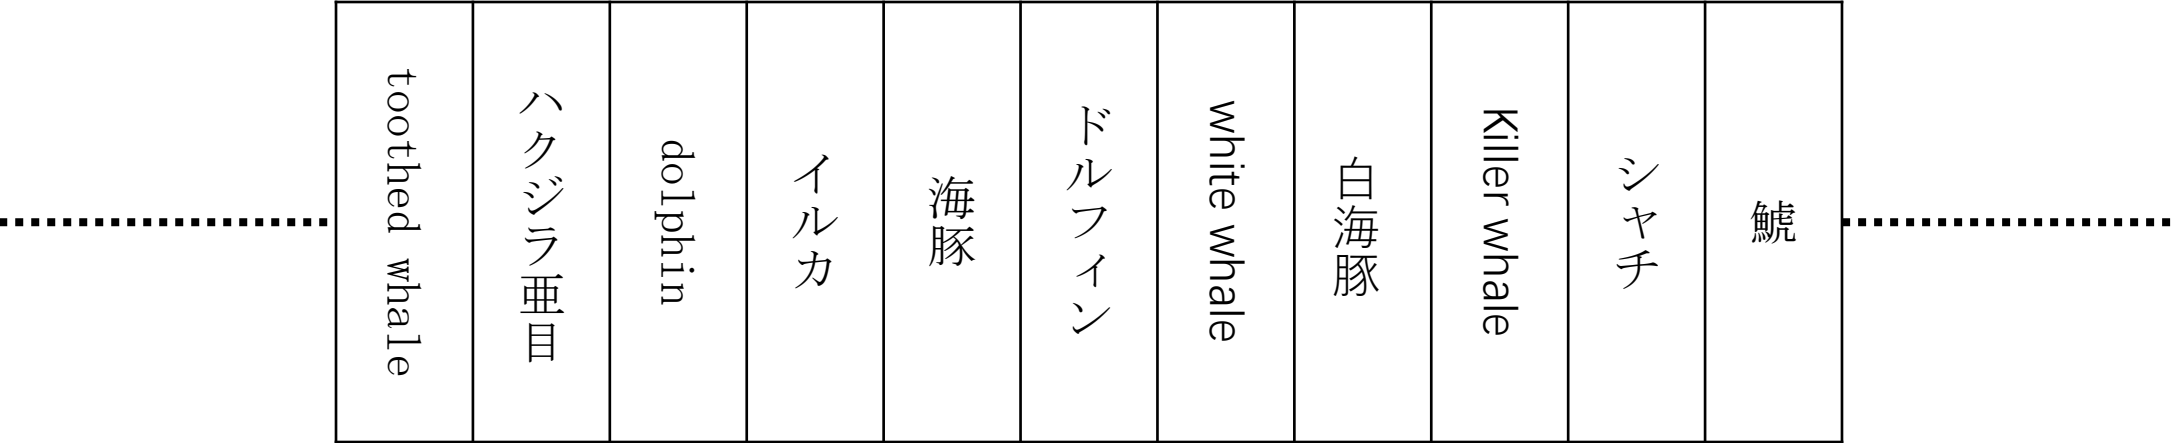 toothed whale
ハクジラ亜目
dolphin
イルカ
海豚
ドルフィン
white whale
白海豚
Killer whale
シャチ
鯱